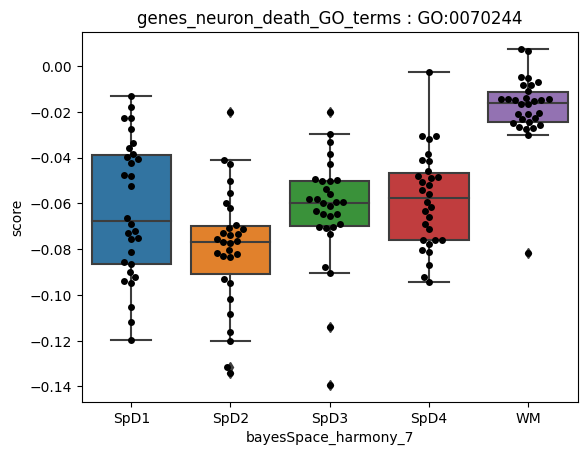 genes_neuron_death_GO_terms : GO:0070244
0.00
−0.02
−0.04
−0.06
−0.08
−0.10
−0.12
−0.14
score
SpD1 SpD2 SpD3 SpD4 WM
bayesSpace_harmony_7